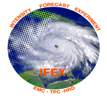 INTENSITY FORECAST EXPERIMENT
IFEX
EMC - TPC - HRD